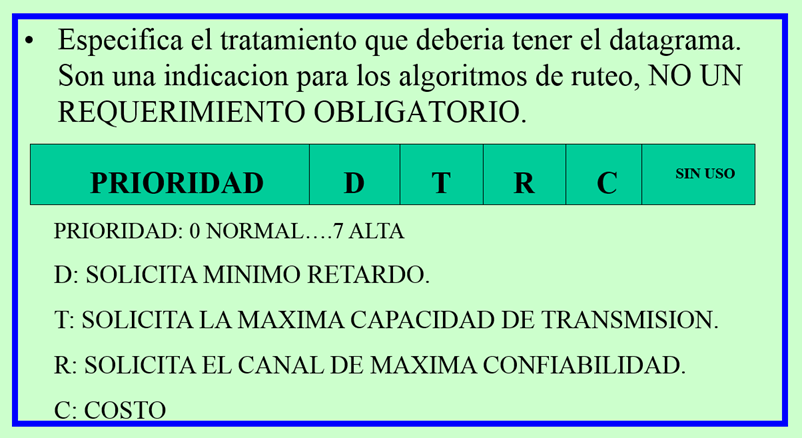 • Especifica el tratamiento que deberia tener el datagrama.
Son una indicacion para los algoritmos de ruteo, NO UN
REQUERIMIENTO OBLIGATORIO.
PRIORIDAD D T R C SIN USO
PRIORIDAD: 0 NORMAL....7 ALTA
D: SOLICITA MINIMO RETARDO.
T: SOLICITA LA MAXIMA CAPACIDAD DE TRANSMISION.
R: SOLICITA EL CANAL DE MAXIMA CONFIABILIDAD.
C: COSTO